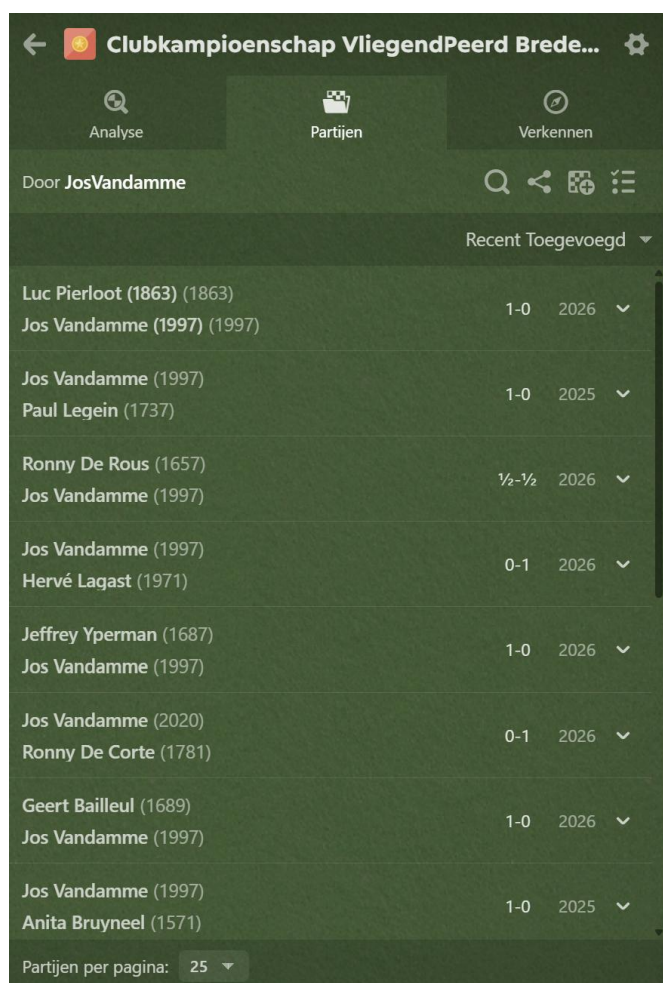 Clubkampioenschap VliegendPeerd Brede...
Analyse
Partijen
Verkennen
Door JosVandamme
Recent Toegevoegd
Luc Pierloot (1863) (1863)
Jos Vandamme (1997) (1997)
1-0 2026
Jos Vandamme (1997)
Paul Legein (1737)
1-0 2025
Ronny De Rous (1657)
Jos Vandamme (1997)
½-½ 2026
Jos Vandamme (1997)
Hervé Lagast (1971)
0-1 2026
Jeffrey Yperman (1687)
Jos Vandamme (1997)
1-0 2026
Jos Vandamme (2020)
Ronny De Corte (1781)
0-1 2026
Geert Bailleul (1689)
Jos Vandamme (1997)
1-0 2026
Jos Vandamme (1997)
Anita Bruyneel (1571)
1-0 2025
Partijen per pagina: 25